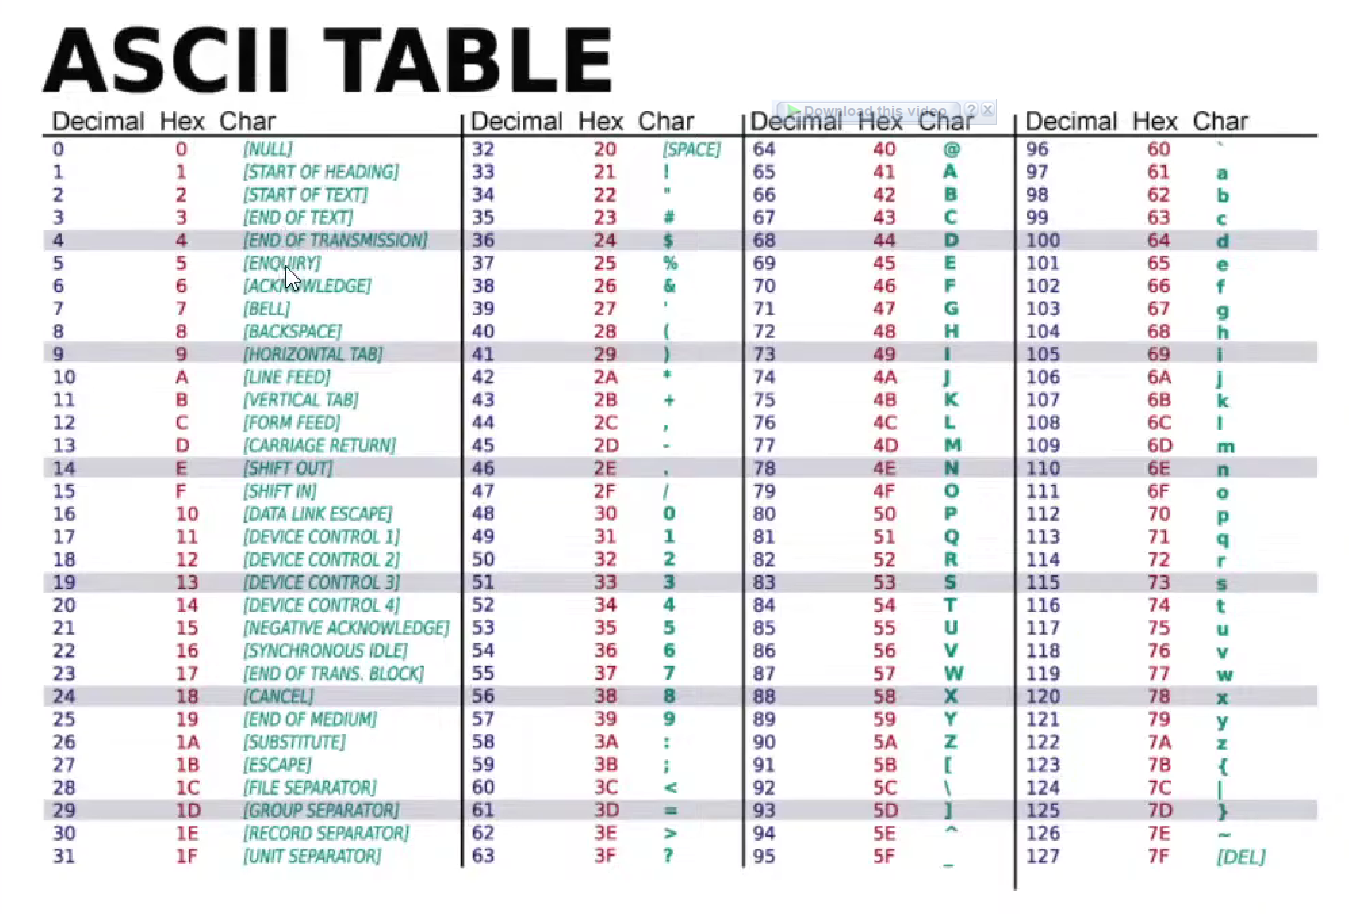 ASCII TABLE
Download this video ? X
Decimal Hex Char Decimal Hex Char Decimal Hex Char Decimal Hex Char
0 0 [NULL] 32 20 [SPACE] 64 40 @ 96 60 `
1 1 [START OF HEADING] 33 21 ! 65 41 A 97 61 a
2 2 [START OF TEXT] 34 22 " 66 42 B 98 62 b
3 3 [END OF TEXT] 35 23 # 67 43 C 99 63 c
4 4 [END OF TRANSMISSION] 36 24 $ 68 44 D 100 64 d
5 5 [ENQUIRY] 37 25 % 69 45 E 101 65 e
6 6 [ACKNOWLEDGE] 38 26 & 70 46 F 102 66 f
7 7 [BELL] 39 27 ' 71 47 G 103 67 g
8 8 [BACKSPACE] 40 28 ( 72 48 H 104 68 h
9 9 [HORIZONTAL TAB] 41 29 ) 73 49 I 105 69 i
10 A [LINE FEED] 42 2A * 74 4A J 106 6A j
11 B [VERTICAL TAB] 43 2B + 75 4B K 107 6B k
12 C [FORM FEED] 44 2C , 76 4C L 108 6C l
13 D [CARRIAGE RETURN] 45 2D - 77 4D M 109 6D m
14 E [SHIFT OUT] 46 2E . 78 4E N 110 6E n
15 F [SHIFT IN] 47 2F / 79 4F O 111 6F o
16 10 [DATA LINK ESCAPE] 48 30 0 80 50 P 112 70 p
17 11 [DEVICE CONTROL 1] 49 31 1 81 51 Q 113 71 q
18 12 [DEVICE CONTROL 2] 50 32 2 82 52 R 114 72 r
19 13 [DEVICE CONTROL 3] 51 33 3 83 53 S 115 73 s
20 14 [DEVICE CONTROL 4] 52 34 4 84 54 T 116 74 t
21 15 [NEGATIVE ACKNOWLEDGE] 53 35 5 85 55 U 117 75 u
22 16 [SYNCHRONOUS IDLE] 54 36 6 86 56 V 118 76 v
23 17 [END OF TRANS. BLOCK] 55 37 7 87 57 W 119 77 w
24 18 [CANCEL] 56 38 8 88 58 X 120 78 x
25 19 [END OF MEDIUM] 57 39 9 89 59 Y 121 79 y
26 1A [SUBSTITUTE] 58 3A : 90 5A Z 122 7A z
27 1B [ESCAPE] 59 3B ; 91 5B [ 123 7B {
28 1C [FILE SEPARATOR] 60 3C < 92 5C \ 124 7C |
29 1D [GROUP SEPARATOR] 61 3D = 93 5D ] 125 7D }
30 1E [RECORD SEPARATOR] 62 3E > 94 5E ^ 126 7E ~
31 1F [UNIT SEPARATOR] 63 3F ? 95 5F _ 127 7F [DEL]